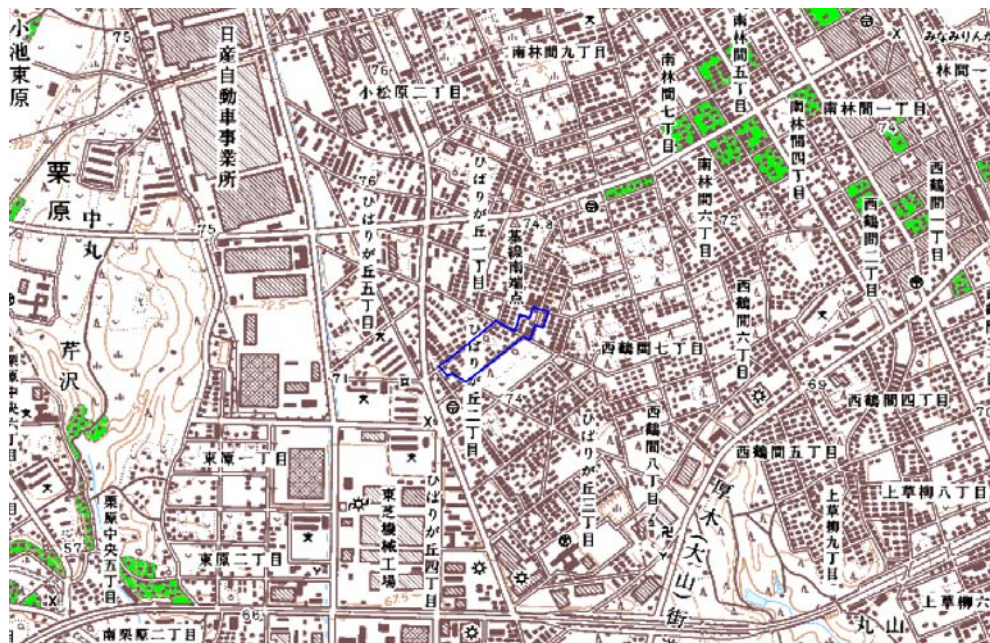 小池東原
75
日産自動車事業所
76
小松原二丁目
南林間九丁目
南林間五丁目
南林間七丁目
みなみりんか
林間一
南林間一丁目
74
南林間四丁目
栗原
中丸
75
76
ひばりが丘五丁目
ひばりが丘一丁目
基線南端点
74.8
南林間六丁目
72
西鶴間二丁目
西鶴間一丁目
72.5
芹沢
ひばりが丘二丁目
西鶴間七丁目
西鶴間六丁目
71
74
69
西鶴間四丁目
70
東原一丁目
ひばりが丘三丁目
西鶴間八丁目
西鶴間五丁目
上草柳八丁目
上草柳九丁目
57
栗原中央五丁目
東原二丁目
東芝機械工場
ひばりが丘四丁目
厚木(大山)街
67.5
66
南栗原二丁目
丸山
上草柳六